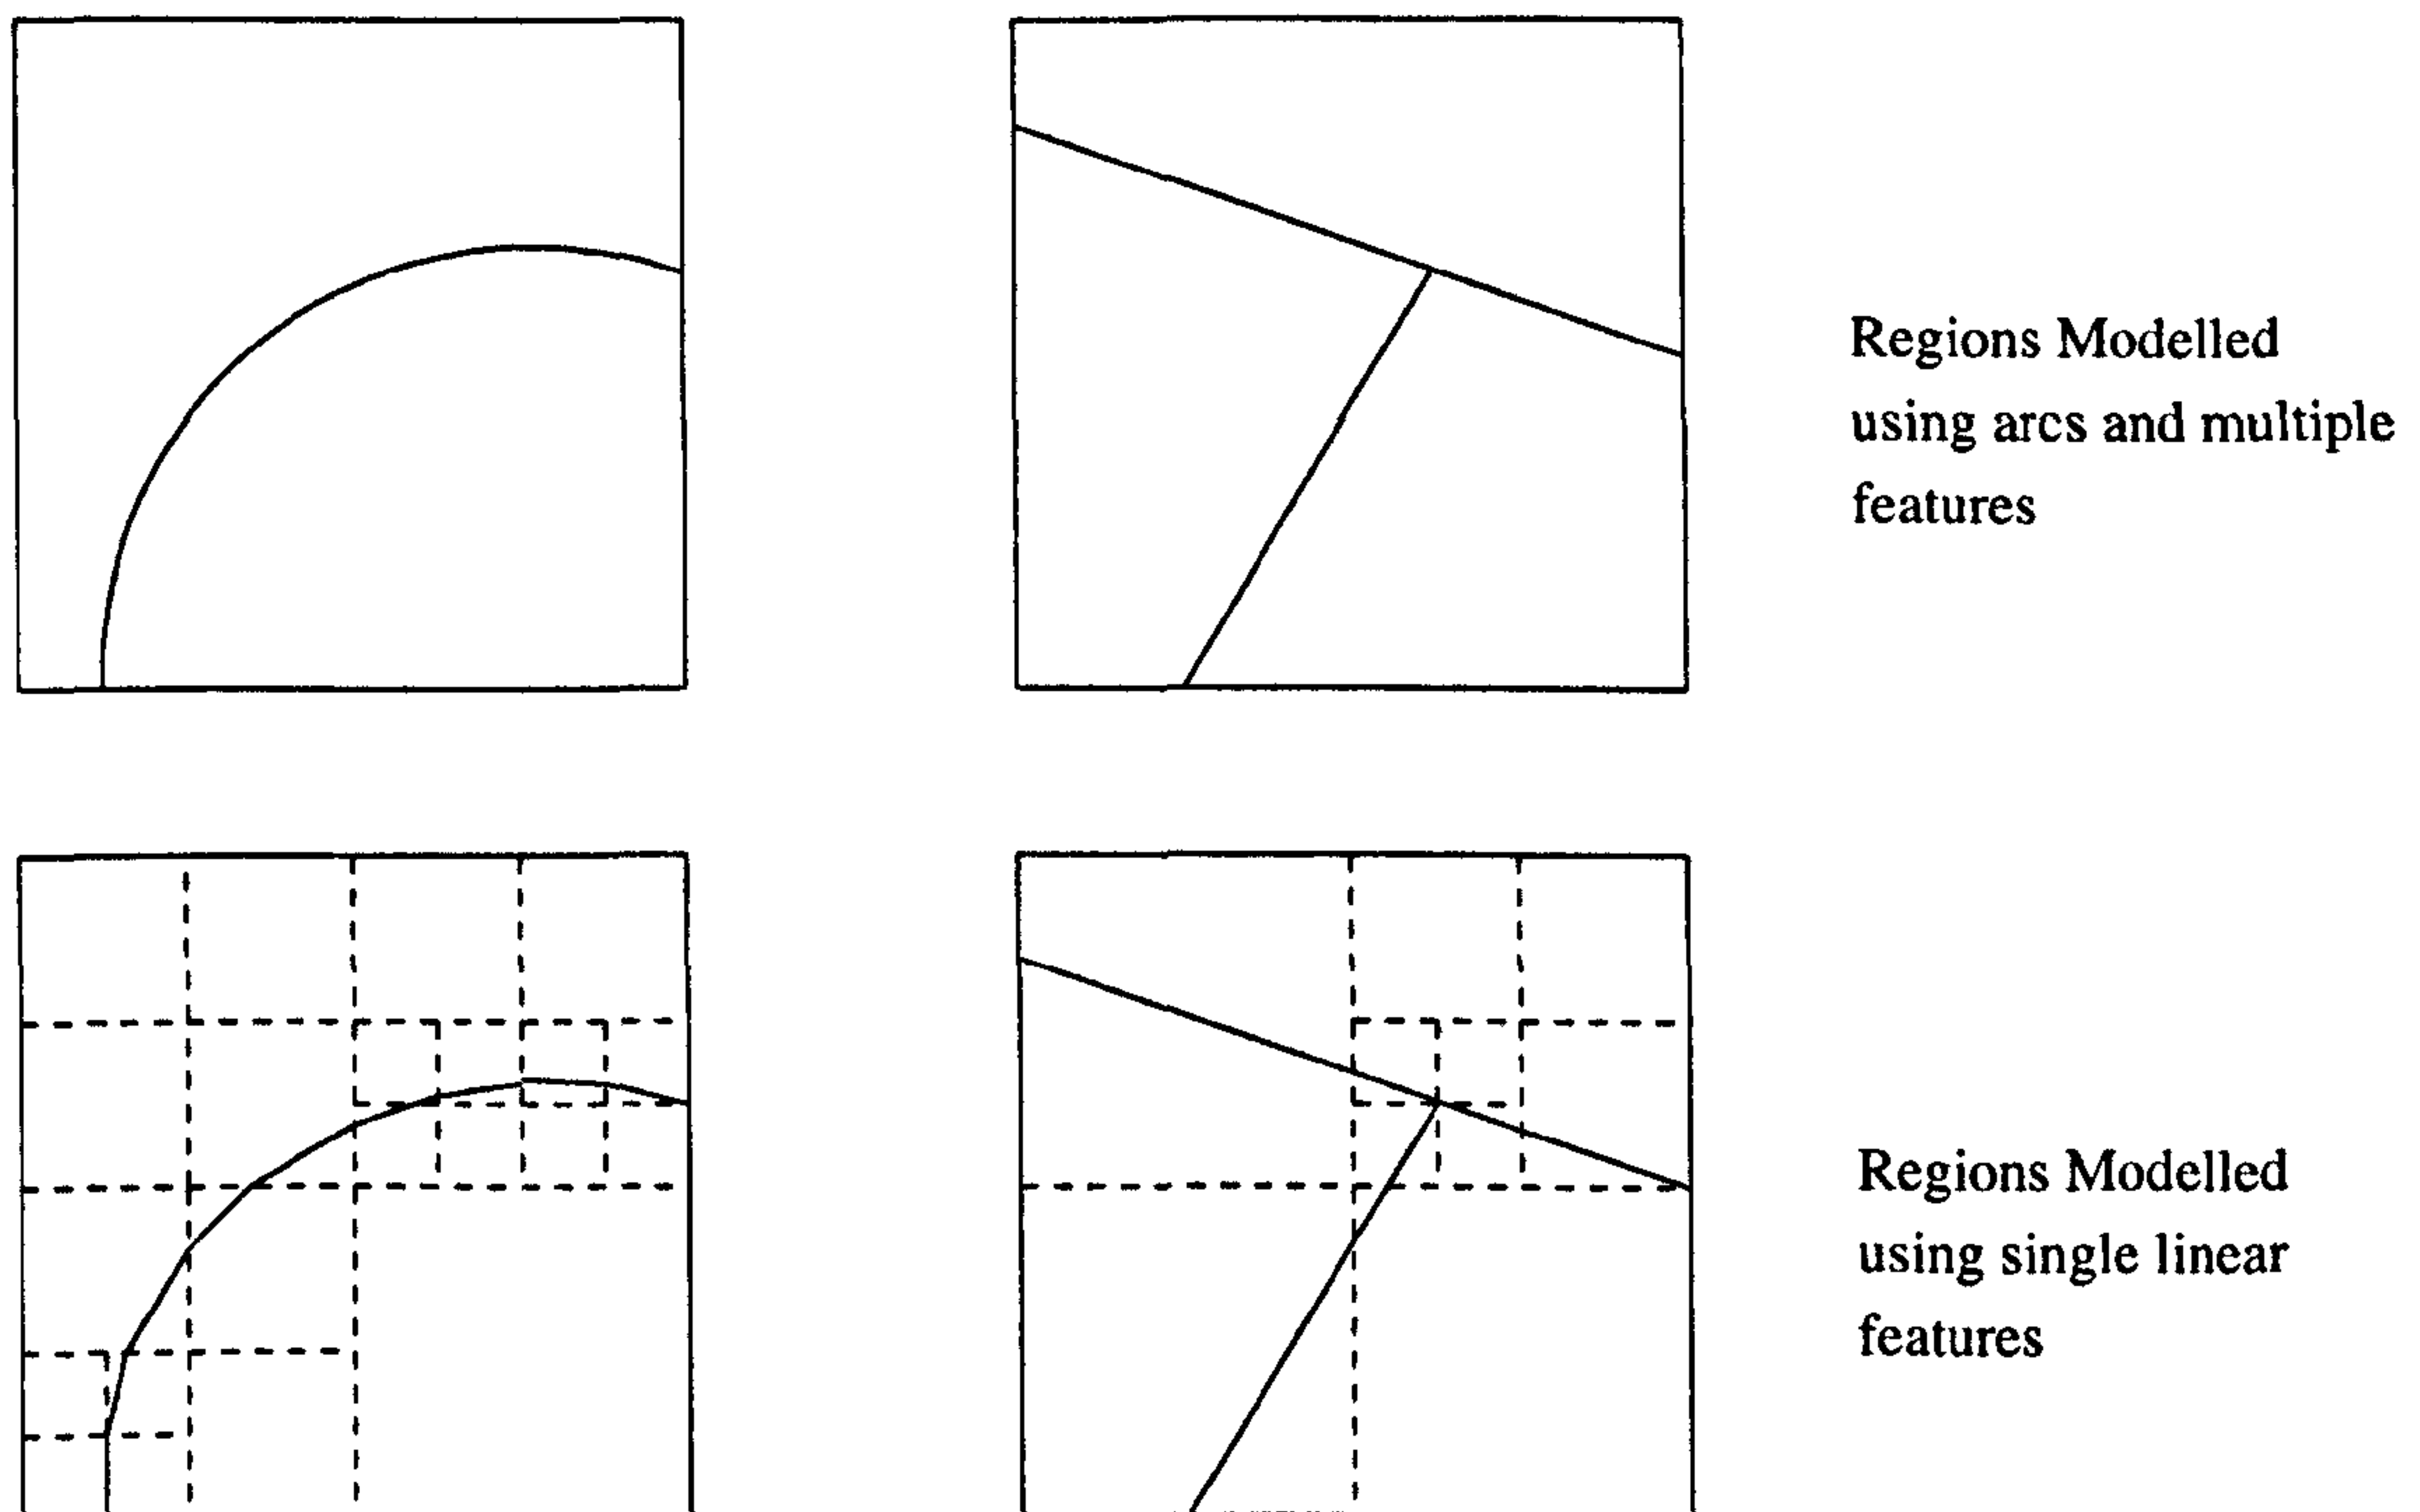 Regions Modelled
using arcs and multiple
features
Regions Modelled
using single linear
features